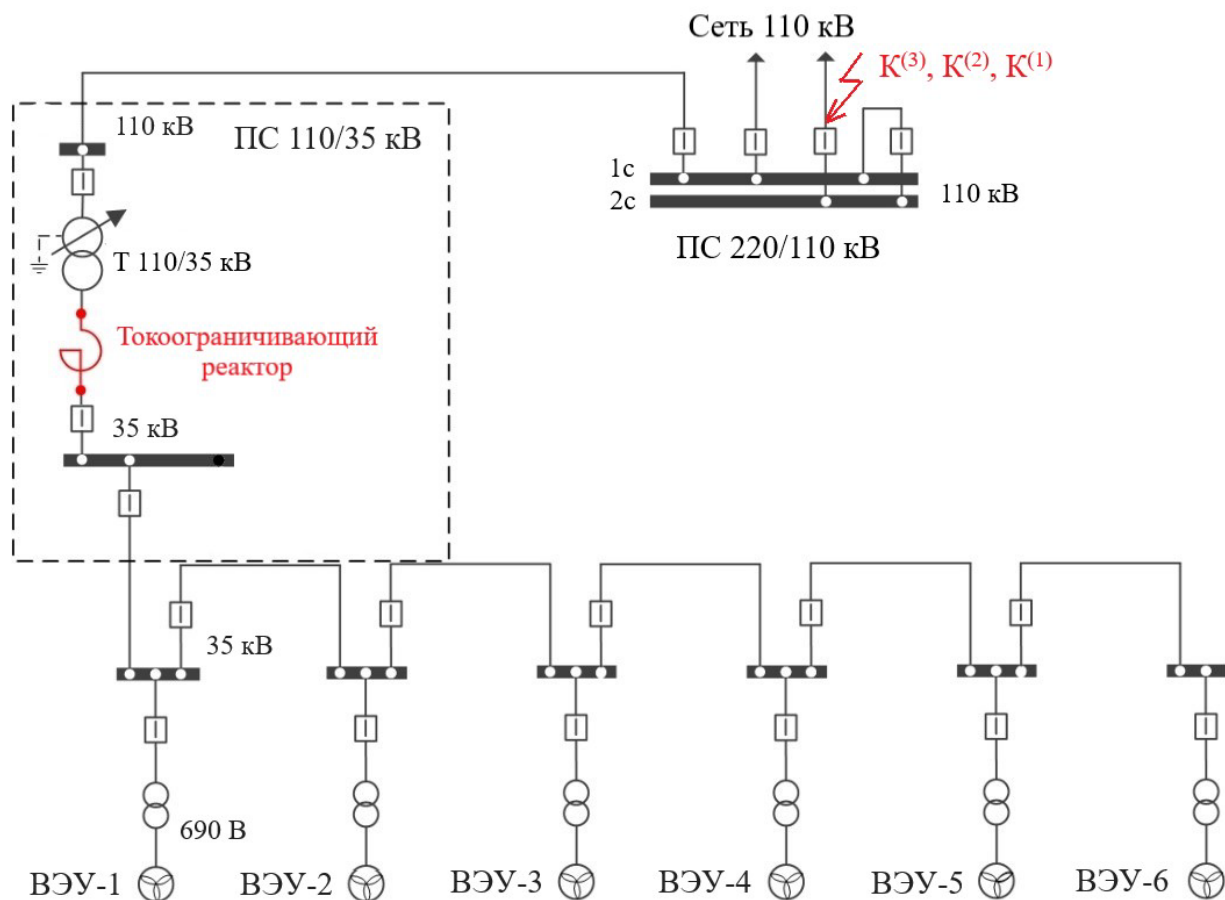 Сеть 110 кВ
К(3), К(2), К(1)
110 кВ
ПС 110/35 кВ
1с
2с
110 кВ
ПС 220/110 кВ
Т 110/35 кВ
Токоограничивающий
реактор
35 кВ
35 кВ
690 В
ВЭУ-1
ВЭУ-2
ВЭУ-3
ВЭУ-4
ВЭУ-5
ВЭУ-6